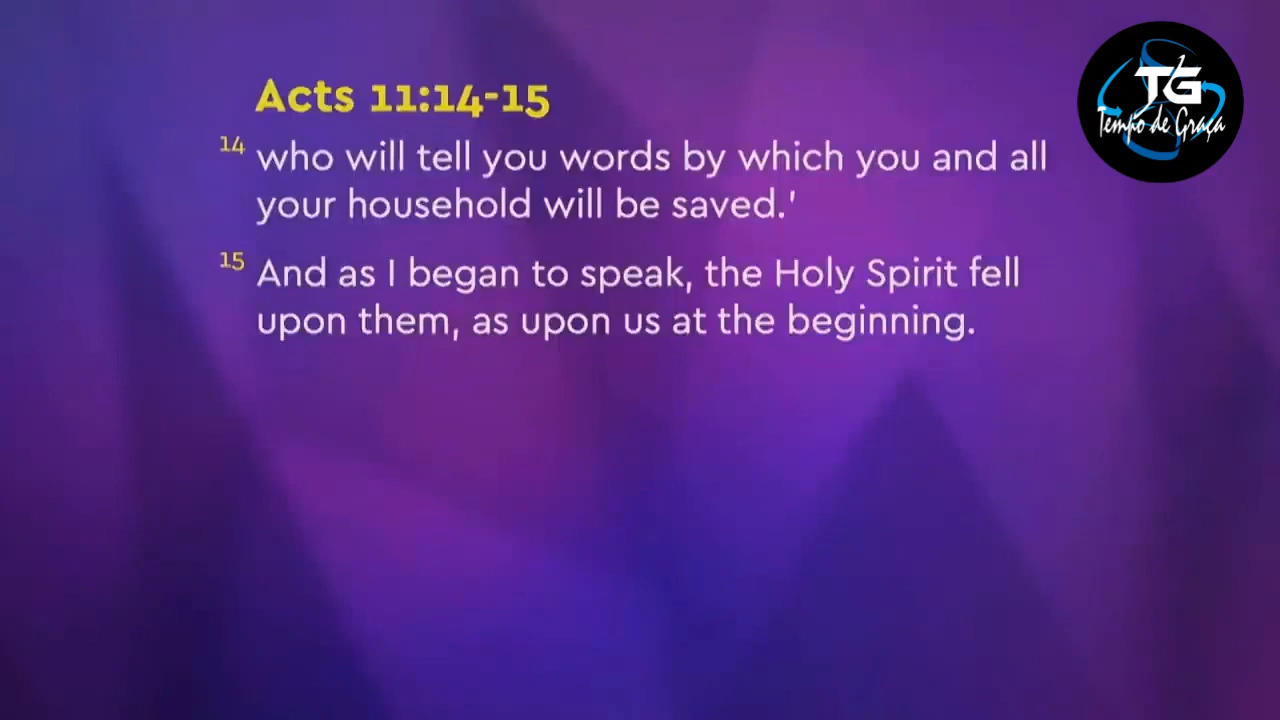 Acts 11:14-15
14 who will tell you words by which you and all
your household will be saved.'
15 And as I began to speak, the Holy Spirit fell
upon them, as upon us at the beginning.
TG
Tempo de Graça